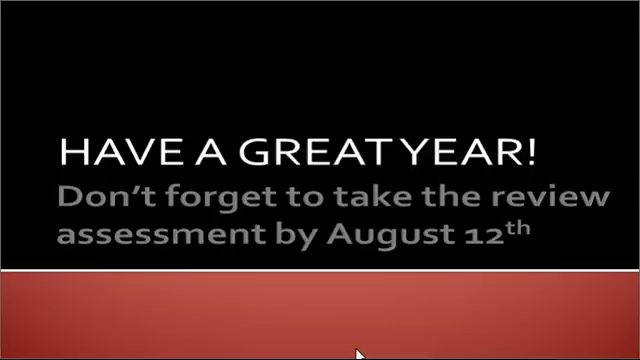 HAVE A GREAT YEAR!
Don't forget to take the review
assessment by August 12th